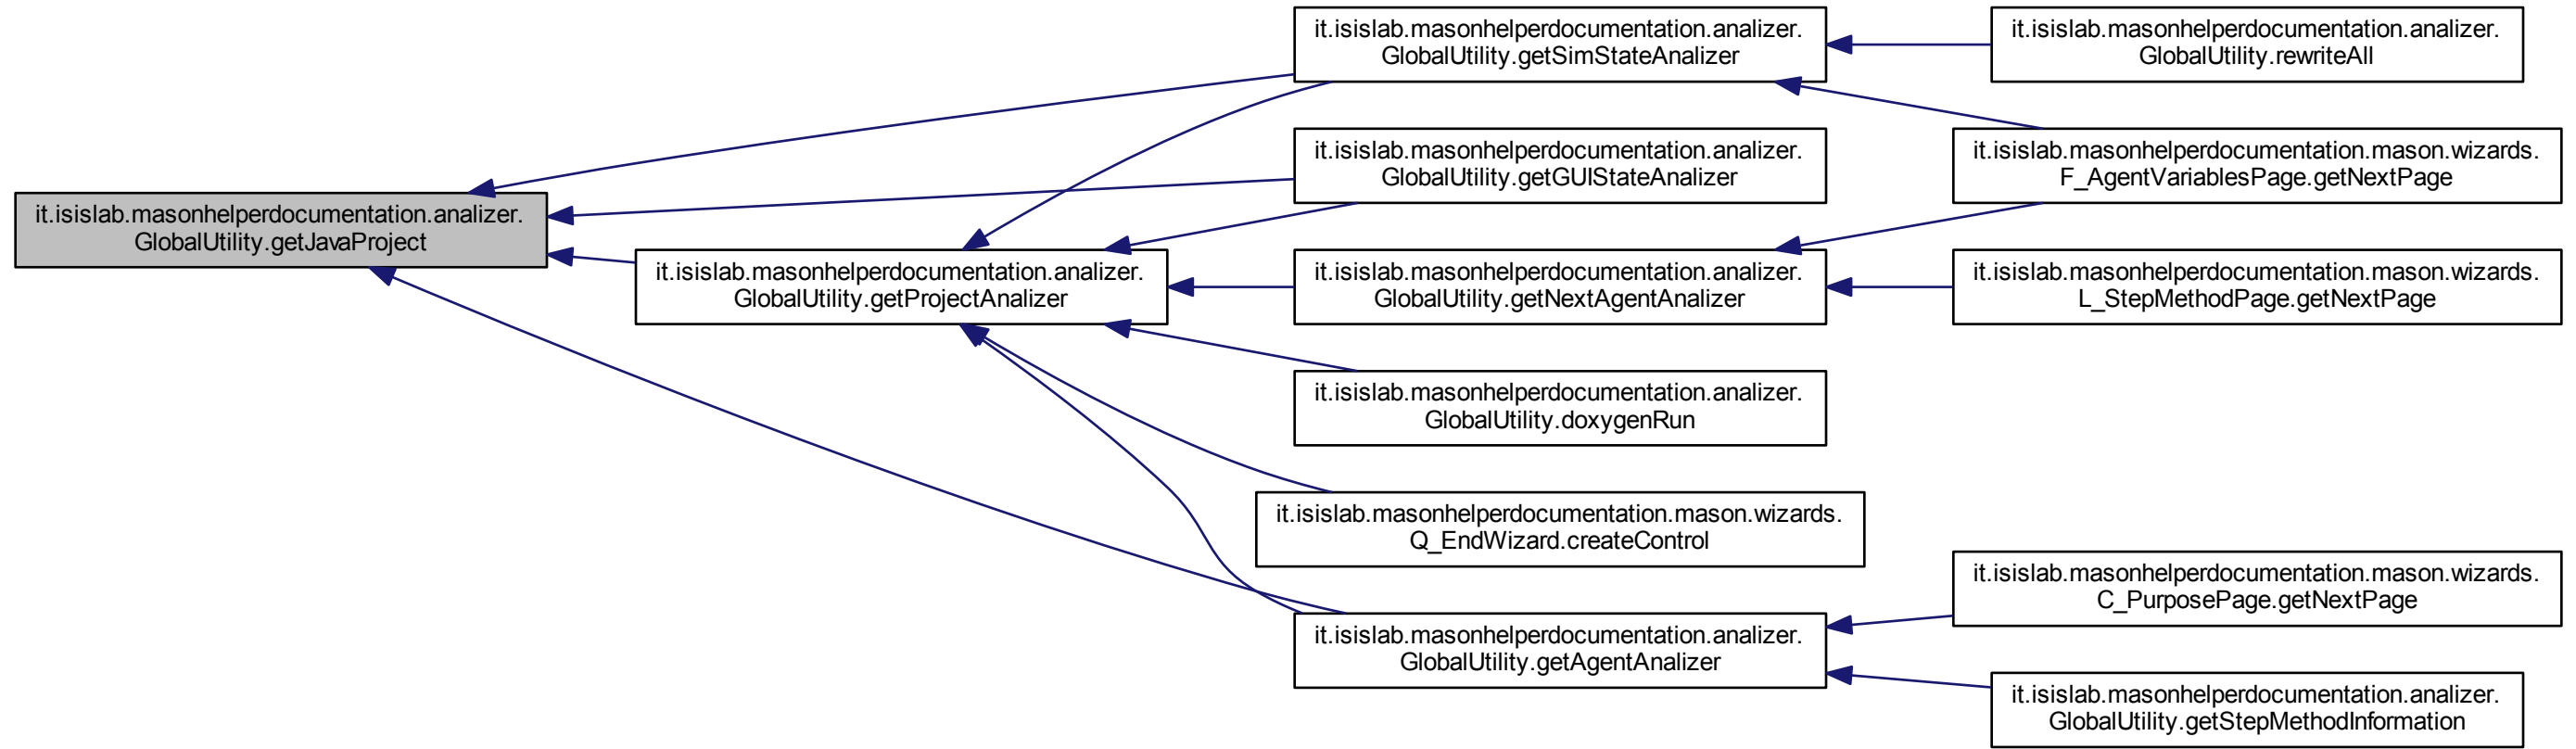 it.isislab.masonhelperdocumentation.analizer.
GlobalUtility.getJavaProject
it.isislab.masonhelperdocumentation.analizer.
GlobalUtility.getProjectAnalizer
it.isislab.masonhelperdocumentation.analizer.
GlobalUtility.getSimStateAnalizer
it.isislab.masonhelperdocumentation.analizer.
GlobalUtility.getGUIStateAnalizer
it.isislab.masonhelperdocumentation.analizer.
GlobalUtility.getNextAgentAnalizer
it.isislab.masonhelperdocumentation.analizer.
GlobalUtility.doxygenRun
it.isislab.masonhelperdocumentation.mason.wizards.
Q_EndWizard.createControl
it.isislab.masonhelperdocumentation.analizer.
GlobalUtility.getAgentAnalizer
it.isislab.masonhelperdocumentation.analizer.
GlobalUtility.rewriteAll
it.isislab.masonhelperdocumentation.mason.wizards.
F_AgentVariablesPage.getNextPage
it.isislab.masonhelperdocumentation.mason.wizards.
L_StepMethodPage.getNextPage
it.isislab.masonhelperdocumentation.mason.wizards.
C_PurposePage.getNextPage
it.isislab.masonhelperdocumentation.analizer.
GlobalUtility.getStepMethodInformation